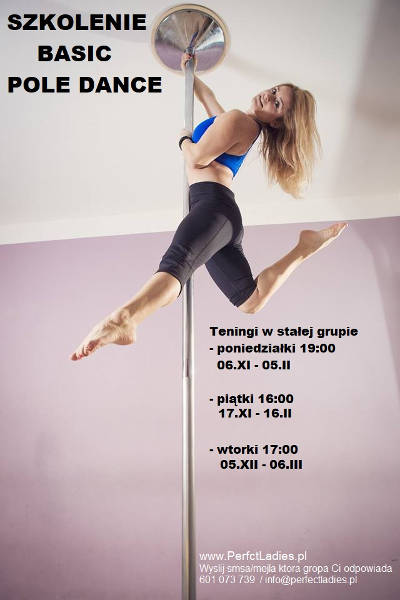 SZKOLENIE
BASIC
POLE DANCE
Teningi w stałej grupie
- poniedziałki 19:00
06.XI - 05.II
- piątki 16:00
17.XI - 16.II
- wtorki 17:00
05.XII - 06.III
www.PerfctLadies.pl
Wyslij smsa/mejla ktora gropa Ci odpowiada
601 073 739 / info@perfectladies.pl